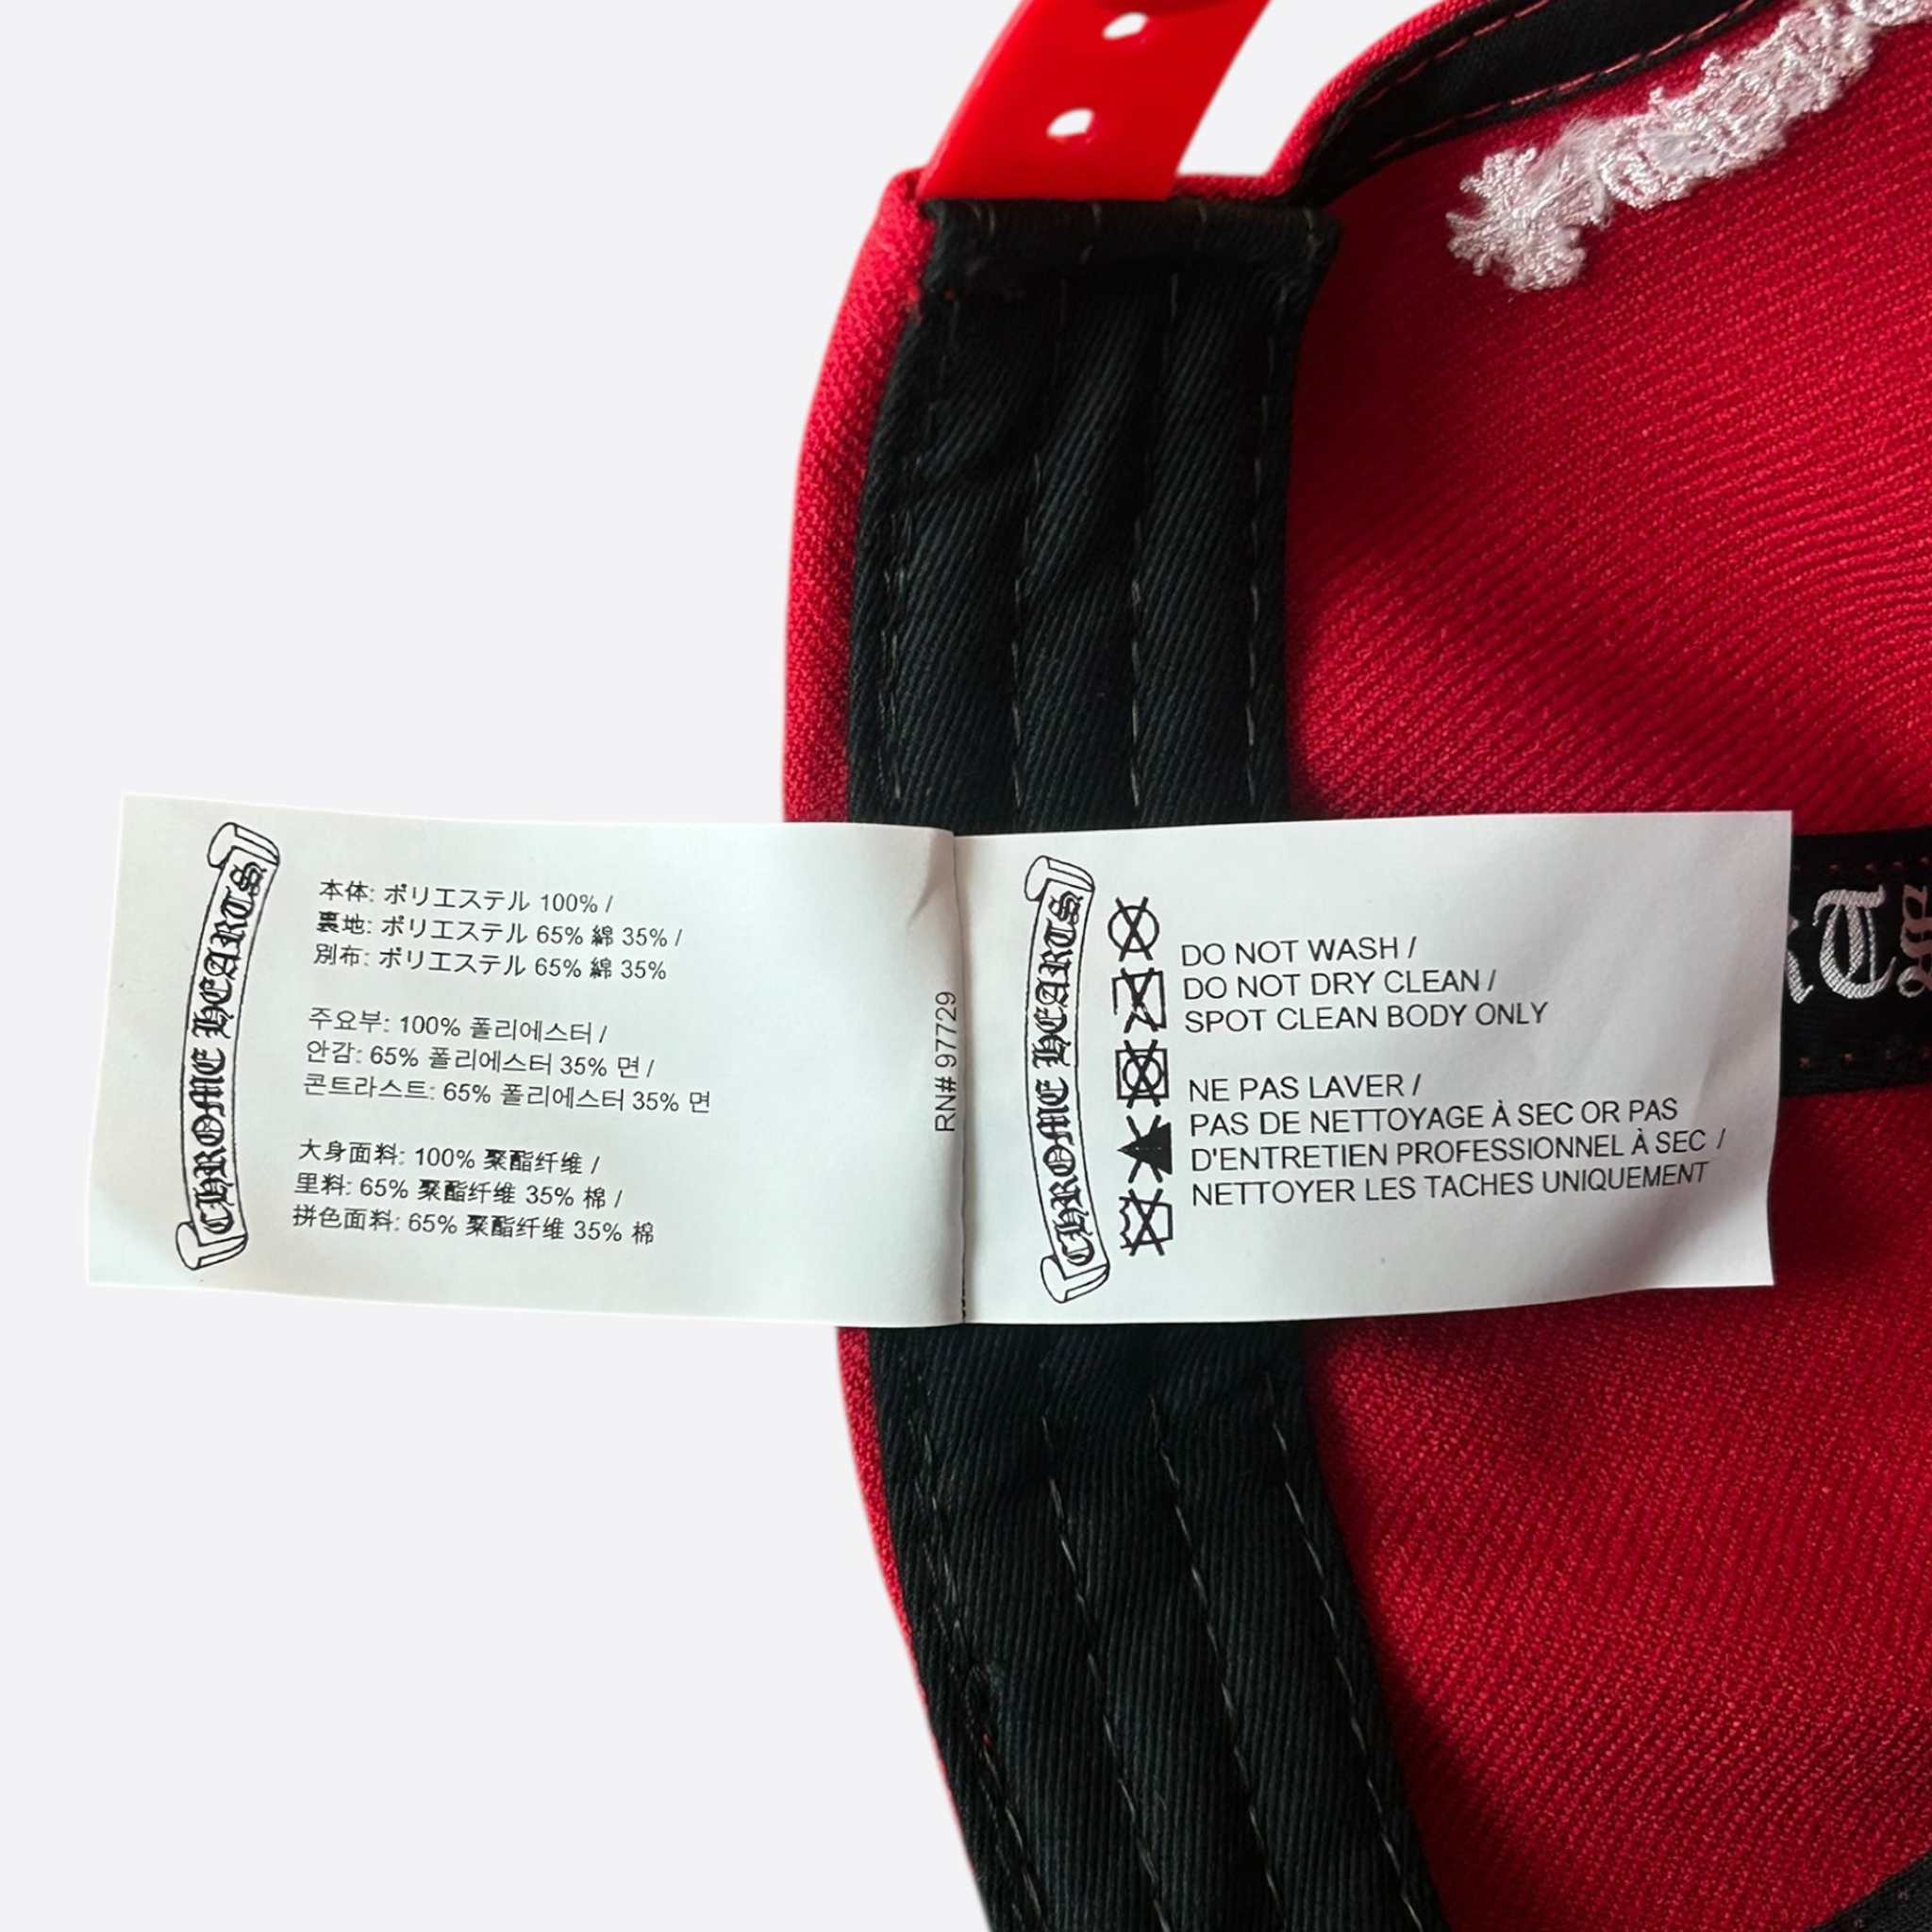 CHROME HEARTS
本体: ポリエステル 100% /
裏地: ポリエステル 65% 綿 35% /
別布: ポリエステル 65% 綿 35%
주요부: 100% 폴리에스터 /
안감: 65% 폴리에스터 35% 면 /
콘트라스트: 65% 폴리에스터 35% 면
大身面料: 100% 聚酯纤维 /
里料: 65% 聚酯纤维 35% 棉 /
拼色面料: 65% 聚酯纤维 35% 棉
RN# 97729
CHROME HEARTS
DO NOT WASH /
DO NOT DRY CLEAN /
SPOT CLEAN BODY ONLY
NE PAS LAVER /
PAS DE NETTOYAGE À SEC OR PAS
D'ENTRETIEN PROFESSIONNEL À SEC /
NETTOYER LES TACHES UNIQUEMENT